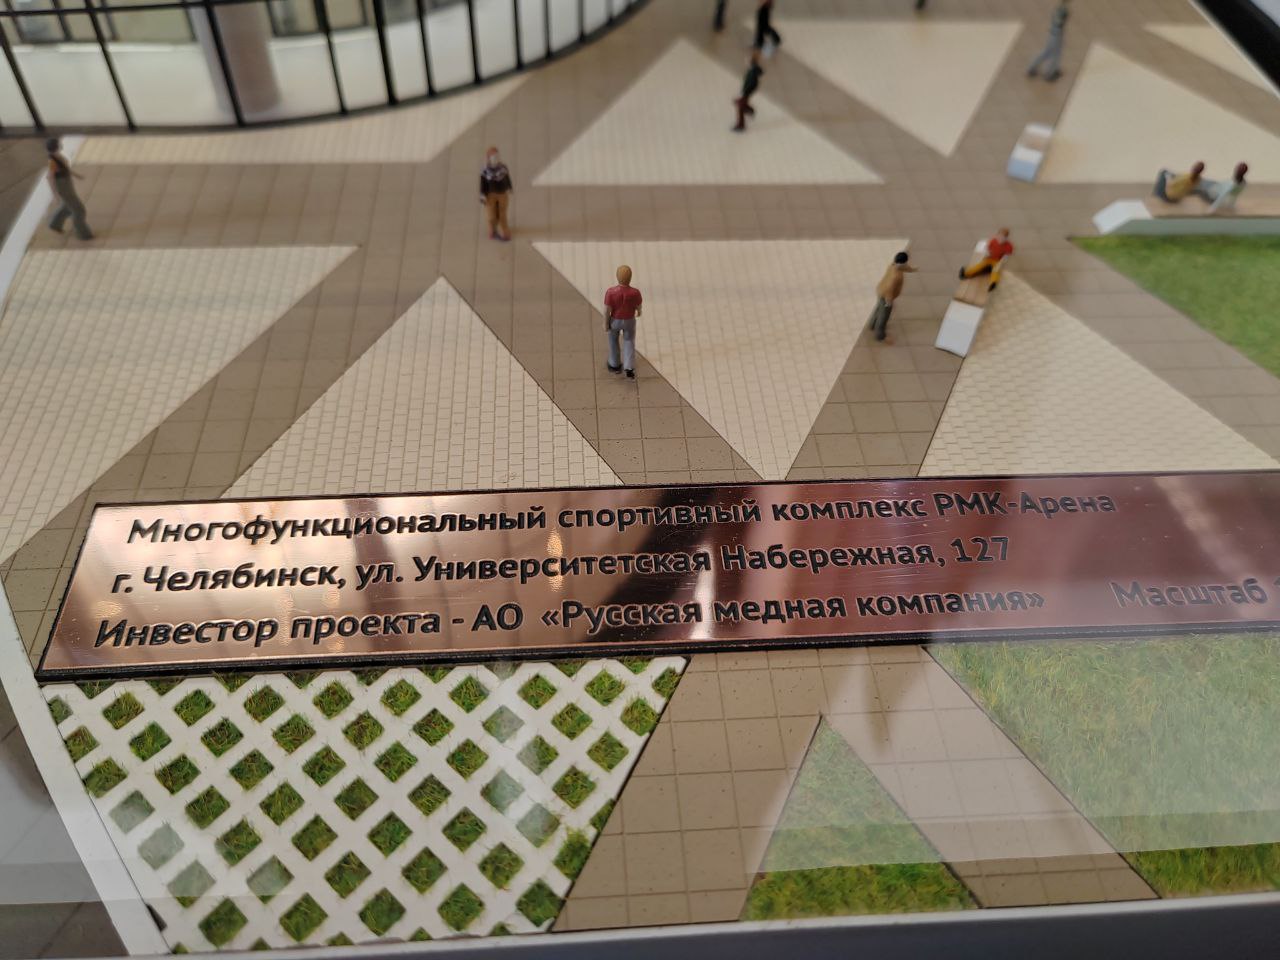 Многофункциональный спортивный комплекс РМК-Арена
г. Челябинск, ул. Университетская Набережная, 127
Инвестор проекта - АО «Русская медная компания» Масштаб